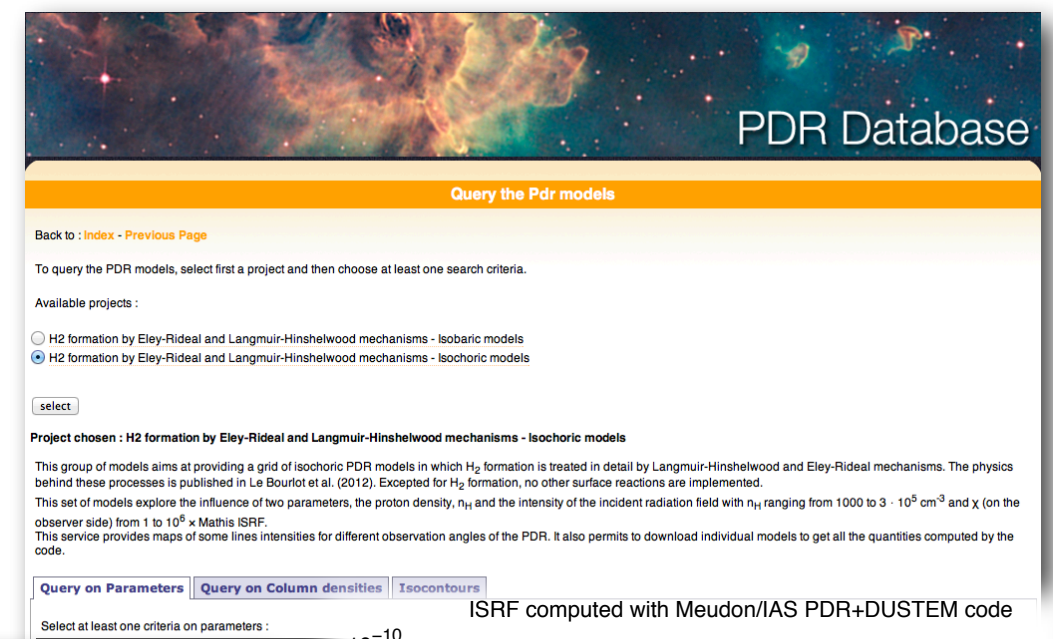 PDR Database
Query the Pdr models
Back to : Index - Previous Page
To query the PDR models, select first a project and then choose at least one search criteria.
Available projects :
H2 formation by Eley-Rideal and Langmuir-Hinshelwood mechanisms - Isobaric models
H2 formation by Eley-Rideal and Langmuir-Hinshelwood mechanisms - Isochoric models
select
Project chosen : H2 formation by Eley-Rideal and Langmuir-Hinshelwood mechanisms - Isochoric models
This group of models aims at providing a grid of isochoric PDR models in which H₂ formation is treated in detail by Langmuir-Hinshelwood and Eley-Rideal mechanisms. The physics
behind these processes is published in Le Bourlot et al. (2012). Excepted for H₂ formation, no other surface reactions are implemented.
This set of models explore the influence of two parameters, the proton density, n_H and the intensity of the incident radiation field with n_H ranging from 1000 to 3 · 10⁵ cm⁻³ and χ (on the
observer side) from 1 to 10⁶ × Mathis ISRF.
This service provides maps of some lines intensities for different observation angles of the PDR. It also permits to download individual models to get all the quantities computed by the
code.
Query on Parameters Query on Column densities Isocontours
ISRF computed with Meudon/IAS PDR+DUSTEM code
Select at least one criteria on parameters :